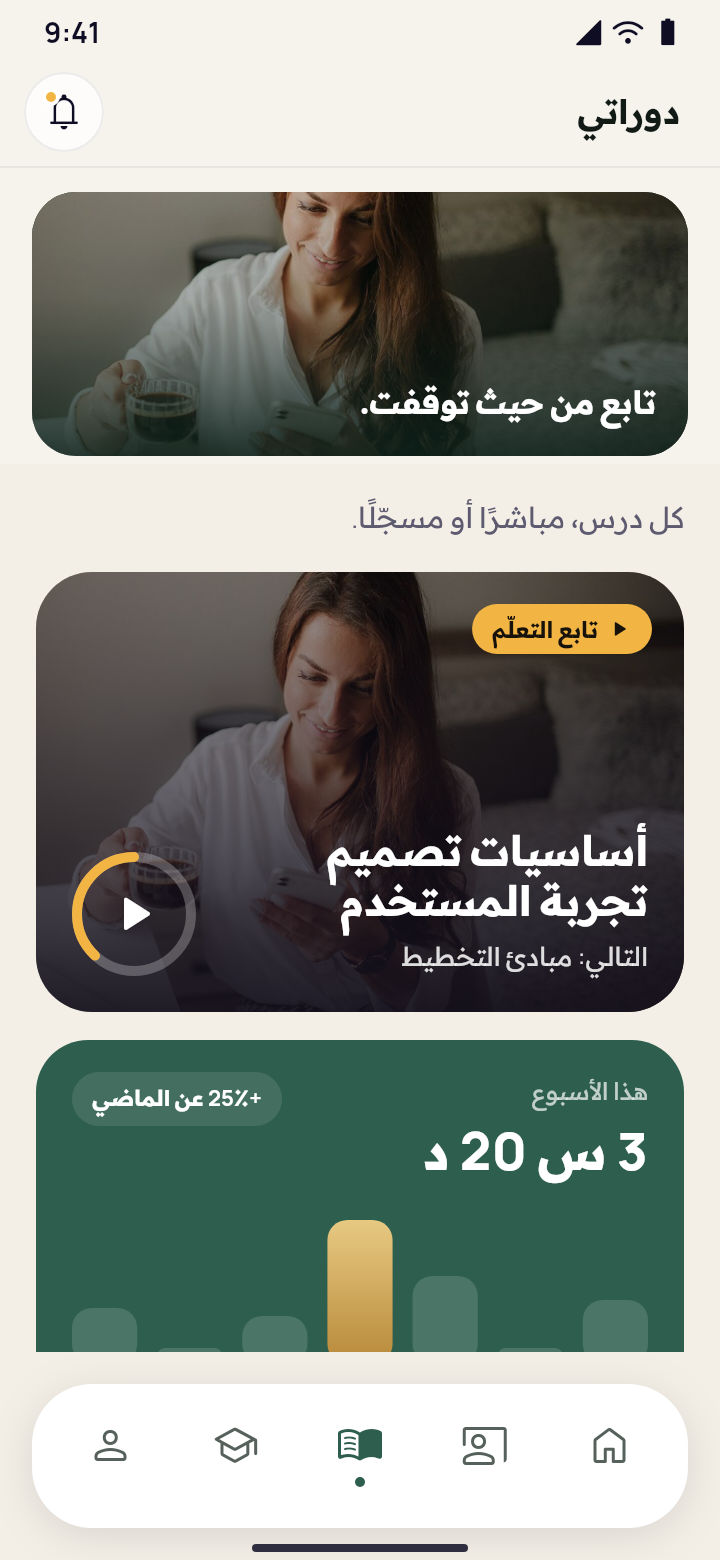 9:41
دوراتي
تابع من حيث توقفت.
كل درس، مباشرًا أو مسجّلًا.
تابع التعلّم
أساسيات تصميم
تجربة المستخدم
التالي: مبادئ التخطيط
هذا الأسبوع
+25٪ عن الماضي
3 س 20 د